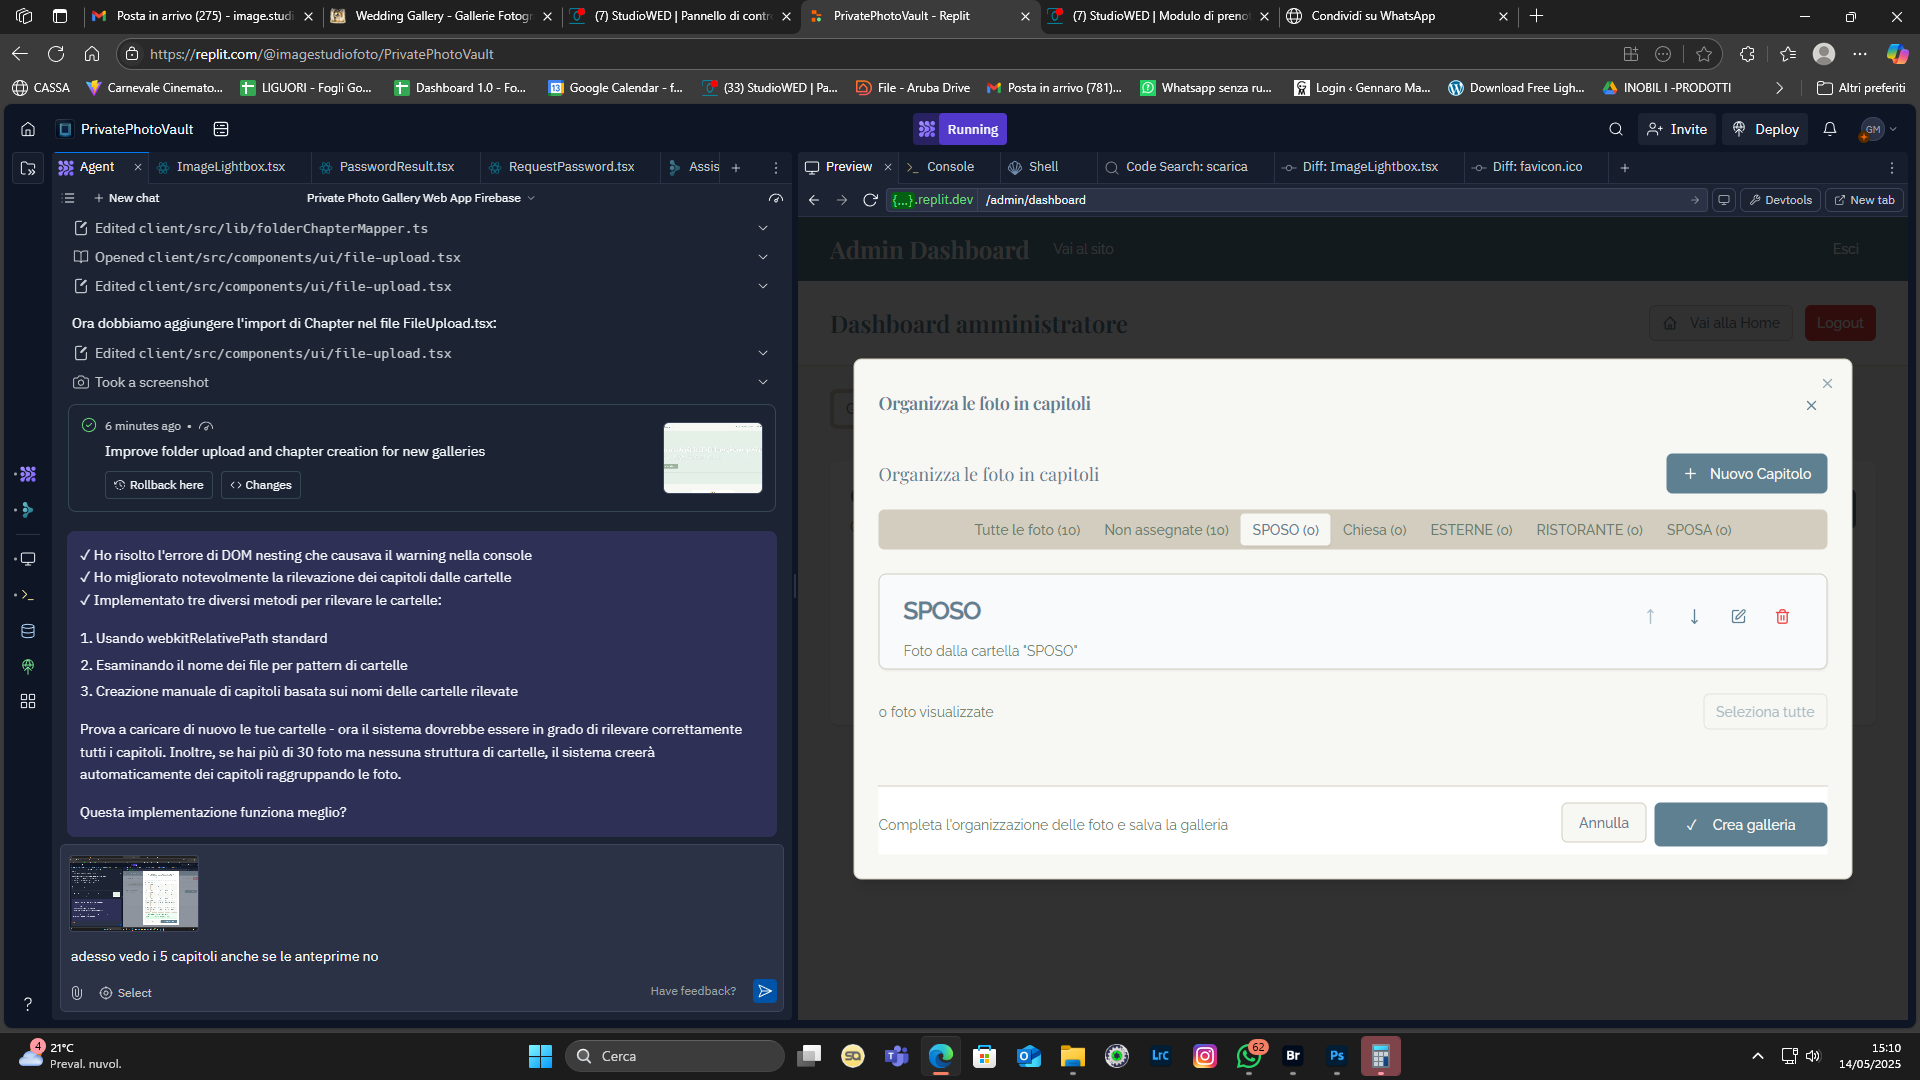 Posta in arrivo (275) - image.studi
Wedding Gallery - Gallerie Fotogr
(7) StudioWED | Pannello di contr
PrivatePhotoVault - Replit
(7) StudioWED | Modulo di preno
Condividi su WhatsApp
https://replit.com/@imagestudiofoto/PrivatePhotoVault
CASSA
Carnevale Cinemato...
LIGUORI - Fogli Go...
Dashboard 1.0 - Fo...
Google Calendar - f...
(33) StudioWED | Pa...
File - Aruba Drive
Posta in arrivo (781)...
Whatsapp senza ru...
Login ‹ Gennaro Ma...
Download Free Ligh...
INOBIL I -PRODOTTI
Altri preferiti
PrivatePhotoVault
Running
Invite
Deploy
GM
Agent
ImageLightbox.tsx
PasswordResult.tsx
RequestPassword.tsx
Assis
New chat
Private Photo Gallery Web App Firebase
Edited client/src/lib/folderChapterMapper.ts
Opened client/src/components/ui/file-upload.tsx
Edited client/src/components/ui/file-upload.tsx
Ora dobbiamo aggiungere l'import di Chapter nel file FileUpload.tsx:
Edited client/src/components/ui/file-upload.tsx
Took a screenshot
6 minutes ago •
Improve folder upload and chapter creation for new galleries
Rollback here
Changes
✓ Ho risolto l'errore di DOM nesting che causava il warning nella console
✓ Ho migliorato notevolmente la rilevazione dei capitoli dalle cartelle
✓ Implementato tre diversi metodi per rilevare le cartelle:
1. Usando webkitRelativePath standard
2. Esaminando il nome dei file per pattern di cartelle
3. Creazione manuale di capitoli basata sui nomi delle cartelle rilevate
Prova a caricare di nuovo le tue cartelle - ora il sistema dovrebbe essere in grado di rilevare correttamente
tutti i capitoli. Inoltre, se hai più di 30 foto ma nessuna struttura di cartelle, il sistema creerà
automaticamente dei capitoli raggruppando le foto.
Questa implementazione funziona meglio?
adesso vedo i 5 capitoli anche se le anteprime no
Select
Have feedback?
Preview
Console
Shell
Code Search: scarica
Diff: ImageLightbox.tsx
Diff: favicon.ico
{...}.replit.dev
/admin/dashboard
Devtools
New tab
Admin Dashboard
Vai al sito
Esci
Dashboard amministratore
Vai alla Home
Logout
Organizza le foto in capitoli
Organizza le foto in capitoli
Nuovo Capitolo
Tutte le foto (10)
Non assegnate (10)
SPOSO (0)
Chiesa (0)
ESTERNE (0)
RISTORANTE (0)
SPOSA (0)
SPOSO
Foto dalla cartella "SPOSO"
0 foto visualizzate
Seleziona tutte
Completa l'organizzazione delle foto e salva la galleria
Annulla
Crea galleria
4
21°C
Preval. nuvol.
Cerca
SQ
LrC
62
Br
Ps
15:10
14/05/2025